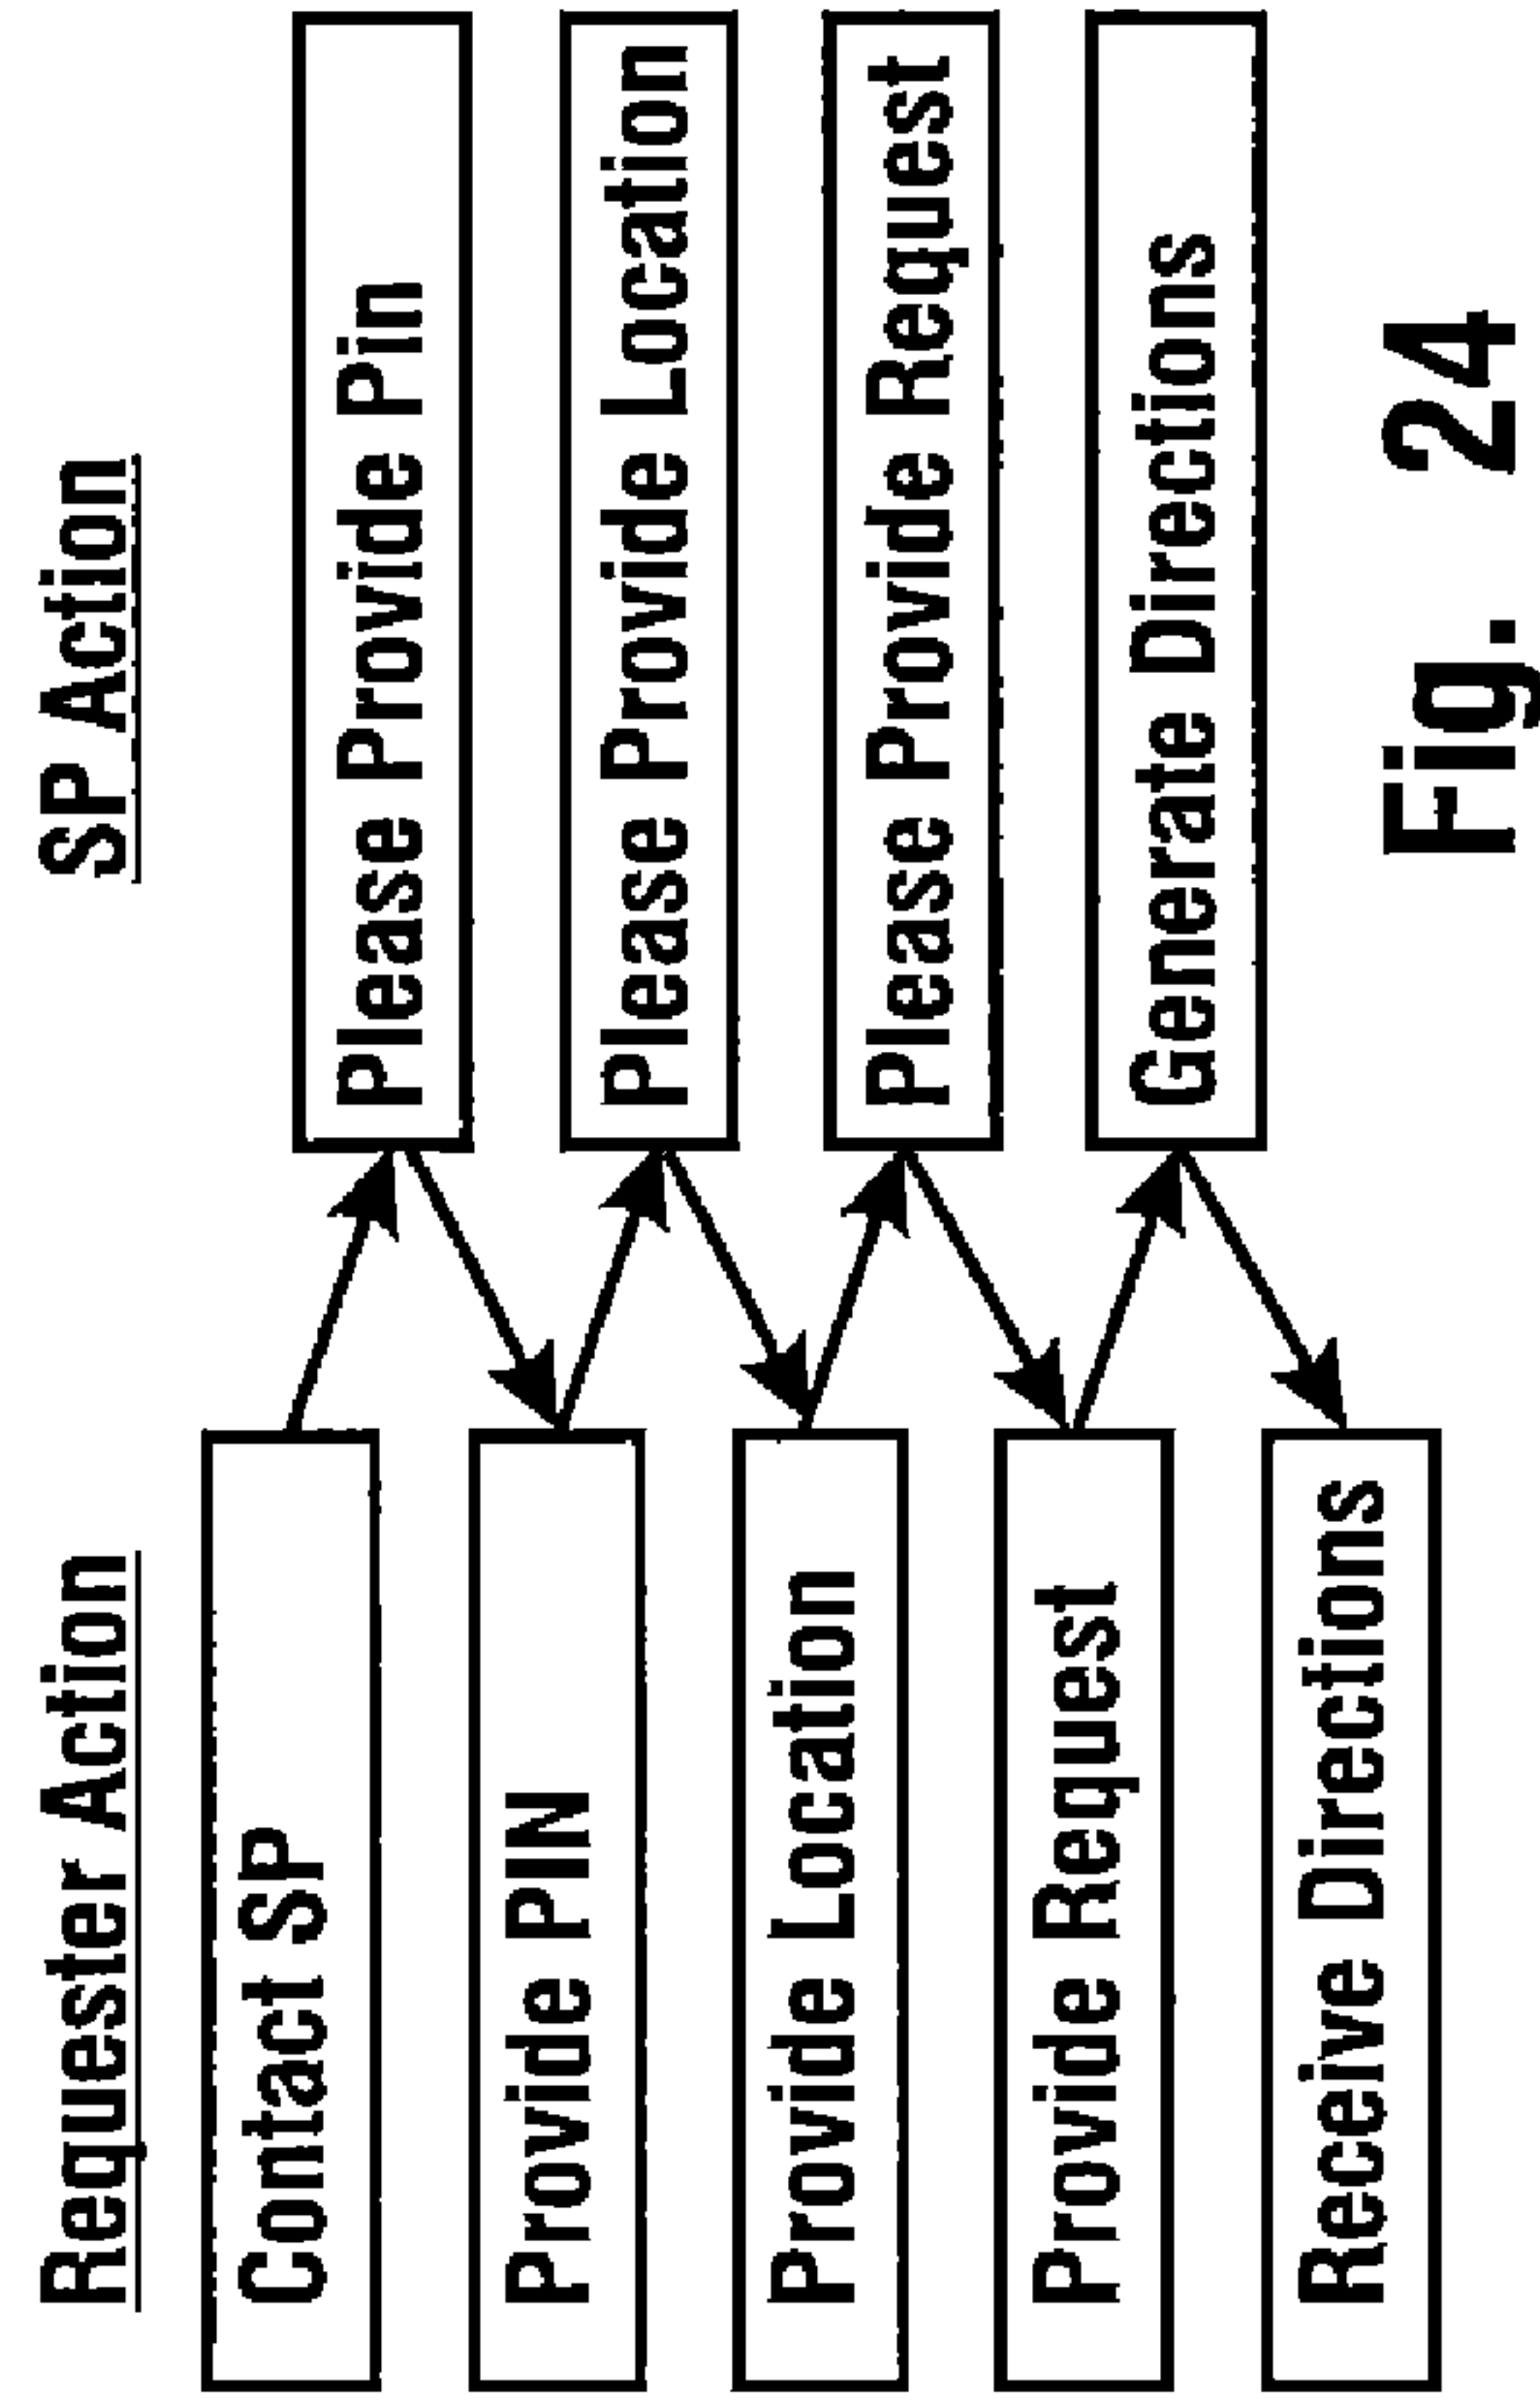 Requester Action
sP Action
Contact SP
Please Provide Pin
Provide PIN
Please Provide Location
Provide Location
Please Provide Request
Provide Request
Generate Directions
Receive Directions
Fig. 24